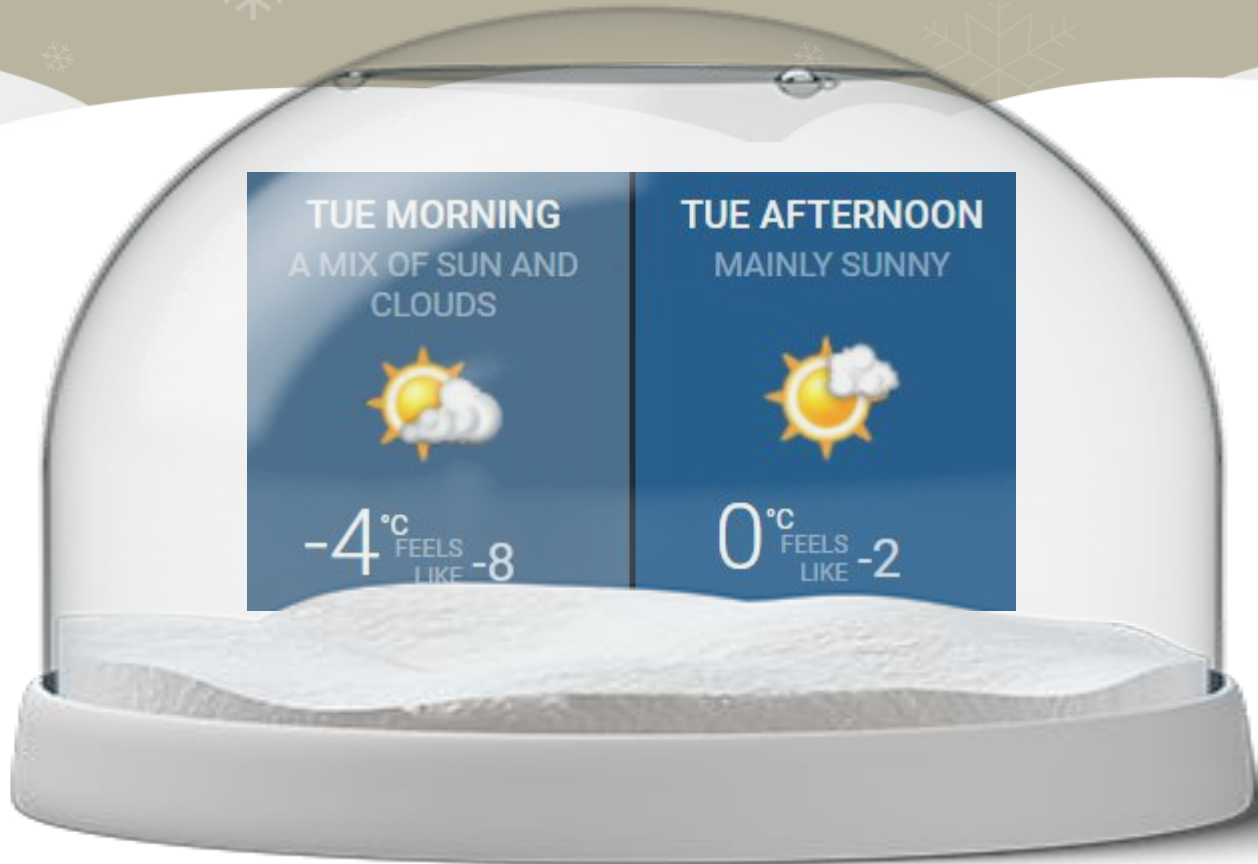 TUE MORNING
A MIX OF SUN AND
CLOUDS
-4°C
FEELS
LIKE -8
TUE AFTERNOON
MAINLY SUNNY
0°C
FEELS
LIKE -2